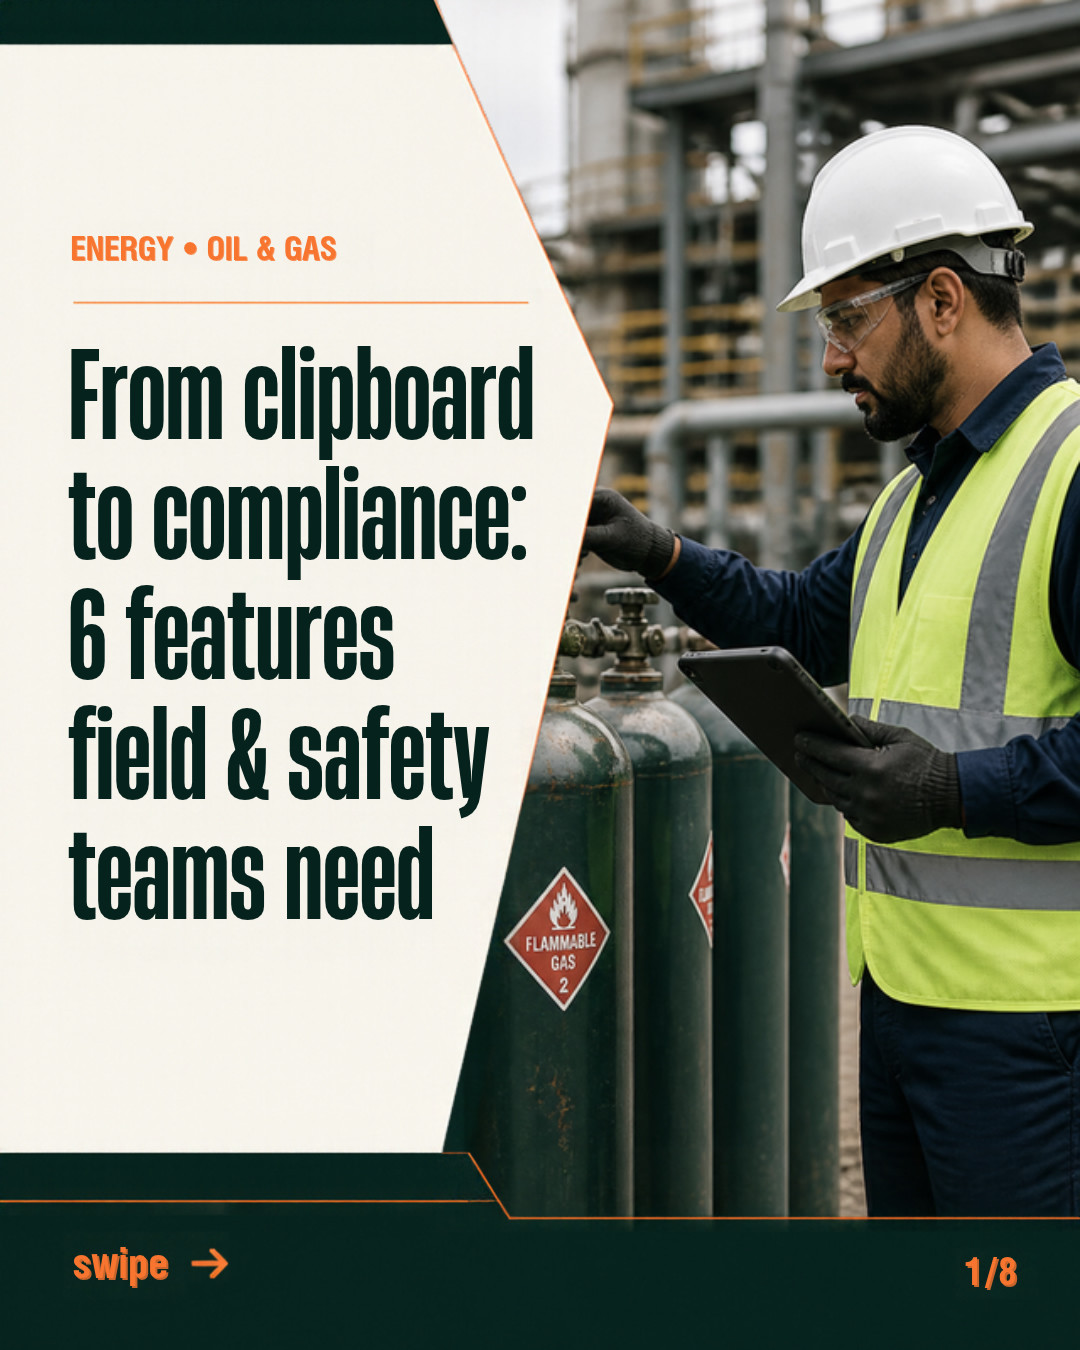 ENERGY • OIL & GAS
From clipboard
to compliance:
6 features
field & safety
teams need
FLAMMABLE
GAS
2
swipe →
1/8